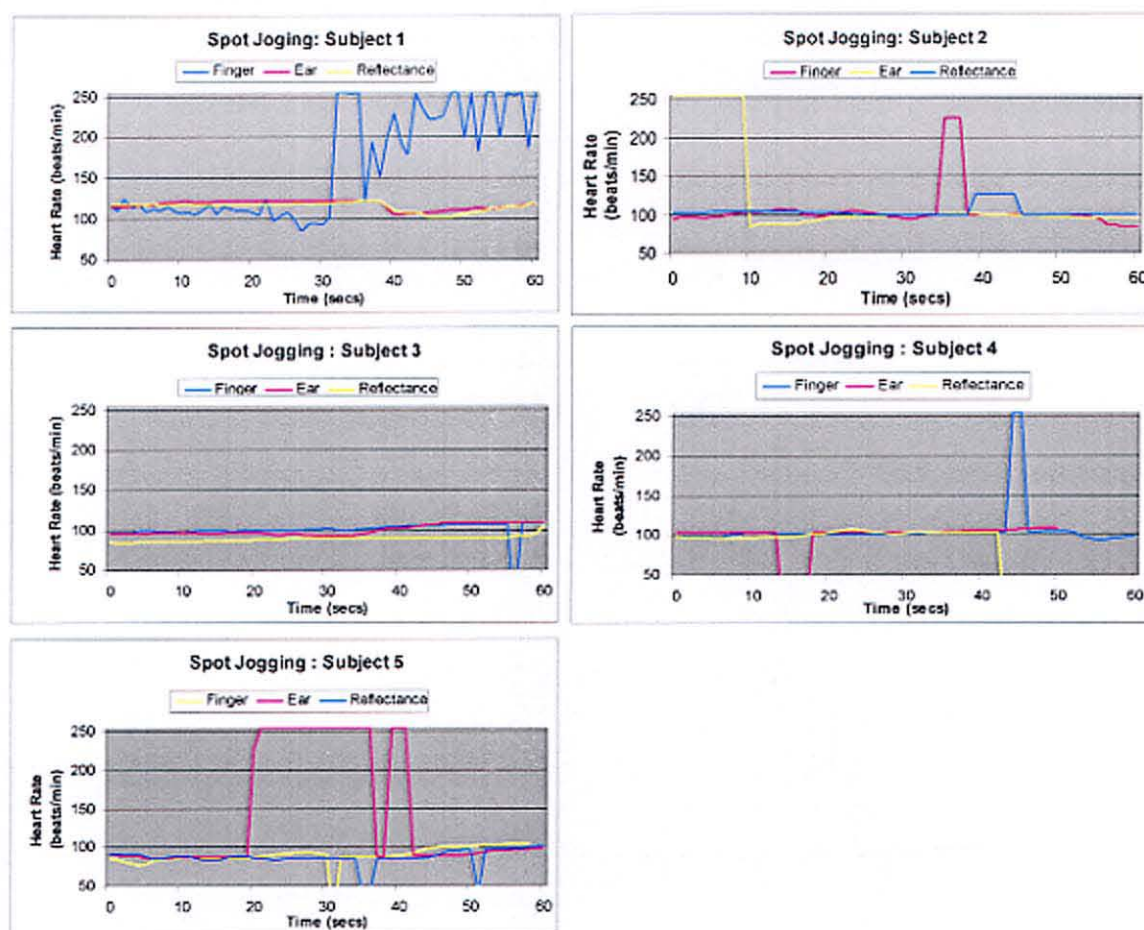 Spot Joging: Subject 1
Finger Ear Reflectance
Heart Rate (beats/min)
250
200
150
100
50
0 10 20 30 40 50 60
Time (secs)
Spot Jogging: Subject 2
Finger Ear Reflectance
Heart Rate
(beats/min)
250
200
150
100
50
0 10 20 30 40 50 60
Time (secs)
Spot Jogging : Subject 3
Finger Ear Reflectance
Heart Rate (beats/min)
250
200
150
100
50
0 10 20 30 40 50 60
Time (secs)
Spot Jogging : Subject 4
Finger Ear Reflectance
Heart Rate
(beats/min)
250
200
150
100
50
0 10 20 30 40 50 60
Time (secs)
Spot Jogging : Subject 5
Finger Ear Reflectance
Heart Rate
(beats/min)
250
200
150
100
50
0 10 20 30 40 50 60
Time (secs)